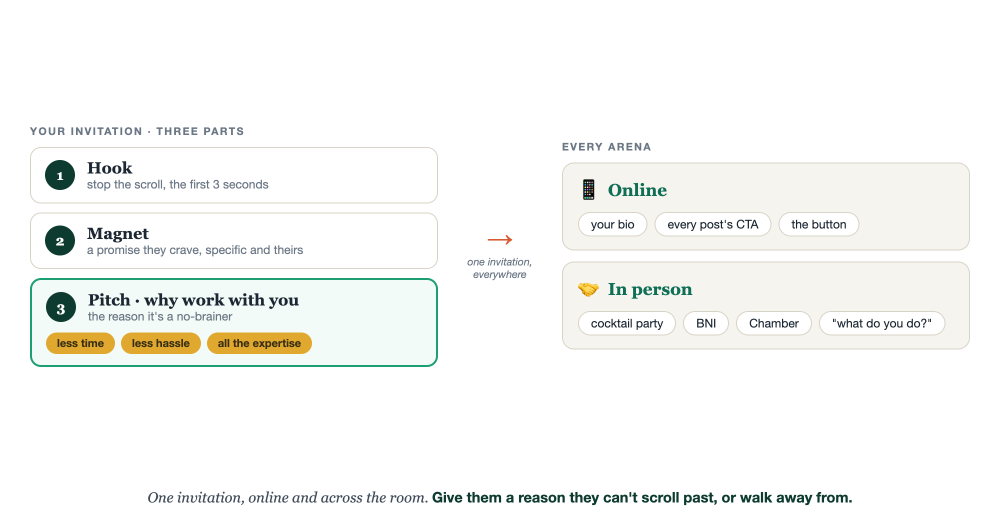 YOUR INVITATION · THREE PARTS
1
Hook
stop the scroll, the first 3 seconds
2
Magnet
a promise they crave, specific and theirs
3
Pitch · why work with you
the reason it's a no-brainer
less time
less hassle
all the expertise
→
one invitation,
everywhere
EVERY ARENA
Online
your bio
every post's CTA
the button
In person
cocktail party
BNI
Chamber
"what do you do?"
One invitation, online and across the room. Give them a reason they can't scroll past, or walk away from.